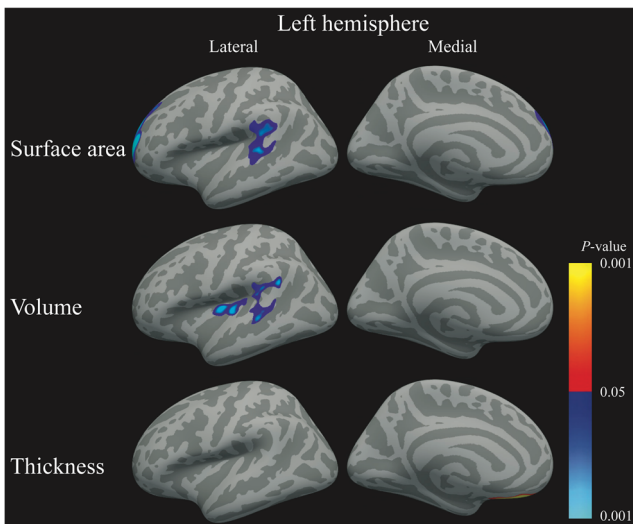 Left hemisphere
Lateral Medial
Surface area
Volume
Thickness
P-value
0.001
0.05
0.001